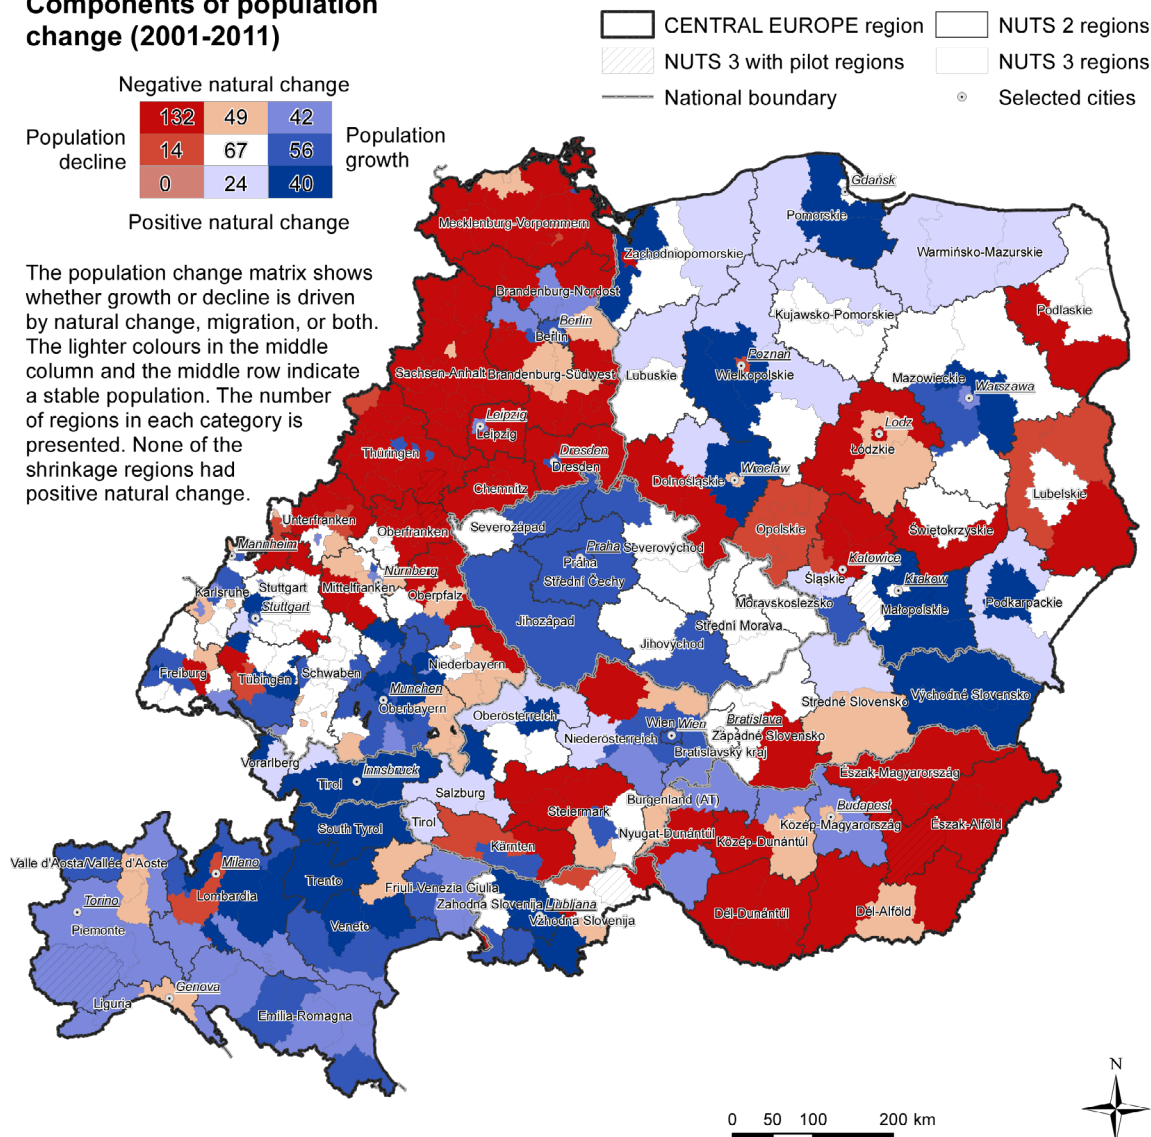 Components of population
change (2001-2011)
CENTRAL EUROPE region
NUTS 2 regions
NUTS 3 with pilot regions
NUTS 3 regions
National boundary
Selected cities
Negative natural change
Population
decline
132
49
42
14
67
56
0
24
40
Population
growth
Positive natural change
The population change matrix shows
whether growth or decline is driven
by natural change, migration, or both.
The lighter colours in the middle
column and the middle row indicate
a stable population. The number
of regions in each category is
presented. None of the
shrinkage regions had
positive natural change.
Gdańsk
Pomorskie
Mecklenburg-Vorpommern
Zachodniopomorskie
Warmińsko-Mazurskie
Brandenburg-Nordost
Podlaskie
Kujawsko-Pomorskie
Berlin
Berlin
Poznań
Sachsen-Anhalt
Brandenburg-Südwest
Lubuskie
Wielkopolskie
Mazowieckie
Warszawa
Leipzig
Leipzig
Lodz
Łódzkie
Thüringen
Dresden
Dresden
Wroclaw
Dolnośląskie
Chemnitz
Lubelskie
Unterfranken
Oberfranken
Severozápad
Opolskie
Świętokrzyskie
Mannheim
Praha
Severovýchod
Praha
Katowice
Nürnberg
Střední Čechy
Śląskie
Krakow
Karlsruhe
Stuttgart
Mittelfranken
Oberpfalz
Stuttgart
Moravskoslezsko
Małopolskie
Podkarpackie
Jihozápad
Střední Morava
Jihovýchod
Freiburg
Tübingen
Schwaben
Niederbayern
Munchen
Oberbayern
Východné Slovensko
Stredné Slovensko
Oberösterreich
Wien
Wien
Bratislava
Niederösterreich
Západné Slovensko
Bratislavský kraj
Vorarlberg
Innsbruck
Tirol
Észak-Magyarország
Salzburg
Burgenland (AT)
Budapest
Steiermark
Tirol
South Tyrol
Nyugat-Dunántúl
Közép-Magyarország
Észak-Alföld
Kärnten
Közép-Dunántúl
Valle d'Aosta/Vallée d'Aoste
Milano
Trento
Friuli-Venezia Giulia
Torino
Lombardia
Zahodna Slovenija
Ljubljana
Vzhodna Slovenija
Dél-Dunántúl
Dél-Alföld
Piemonte
Veneto
Genova
Liguria
Emilia-Romagna
N
0 50 100 200 km